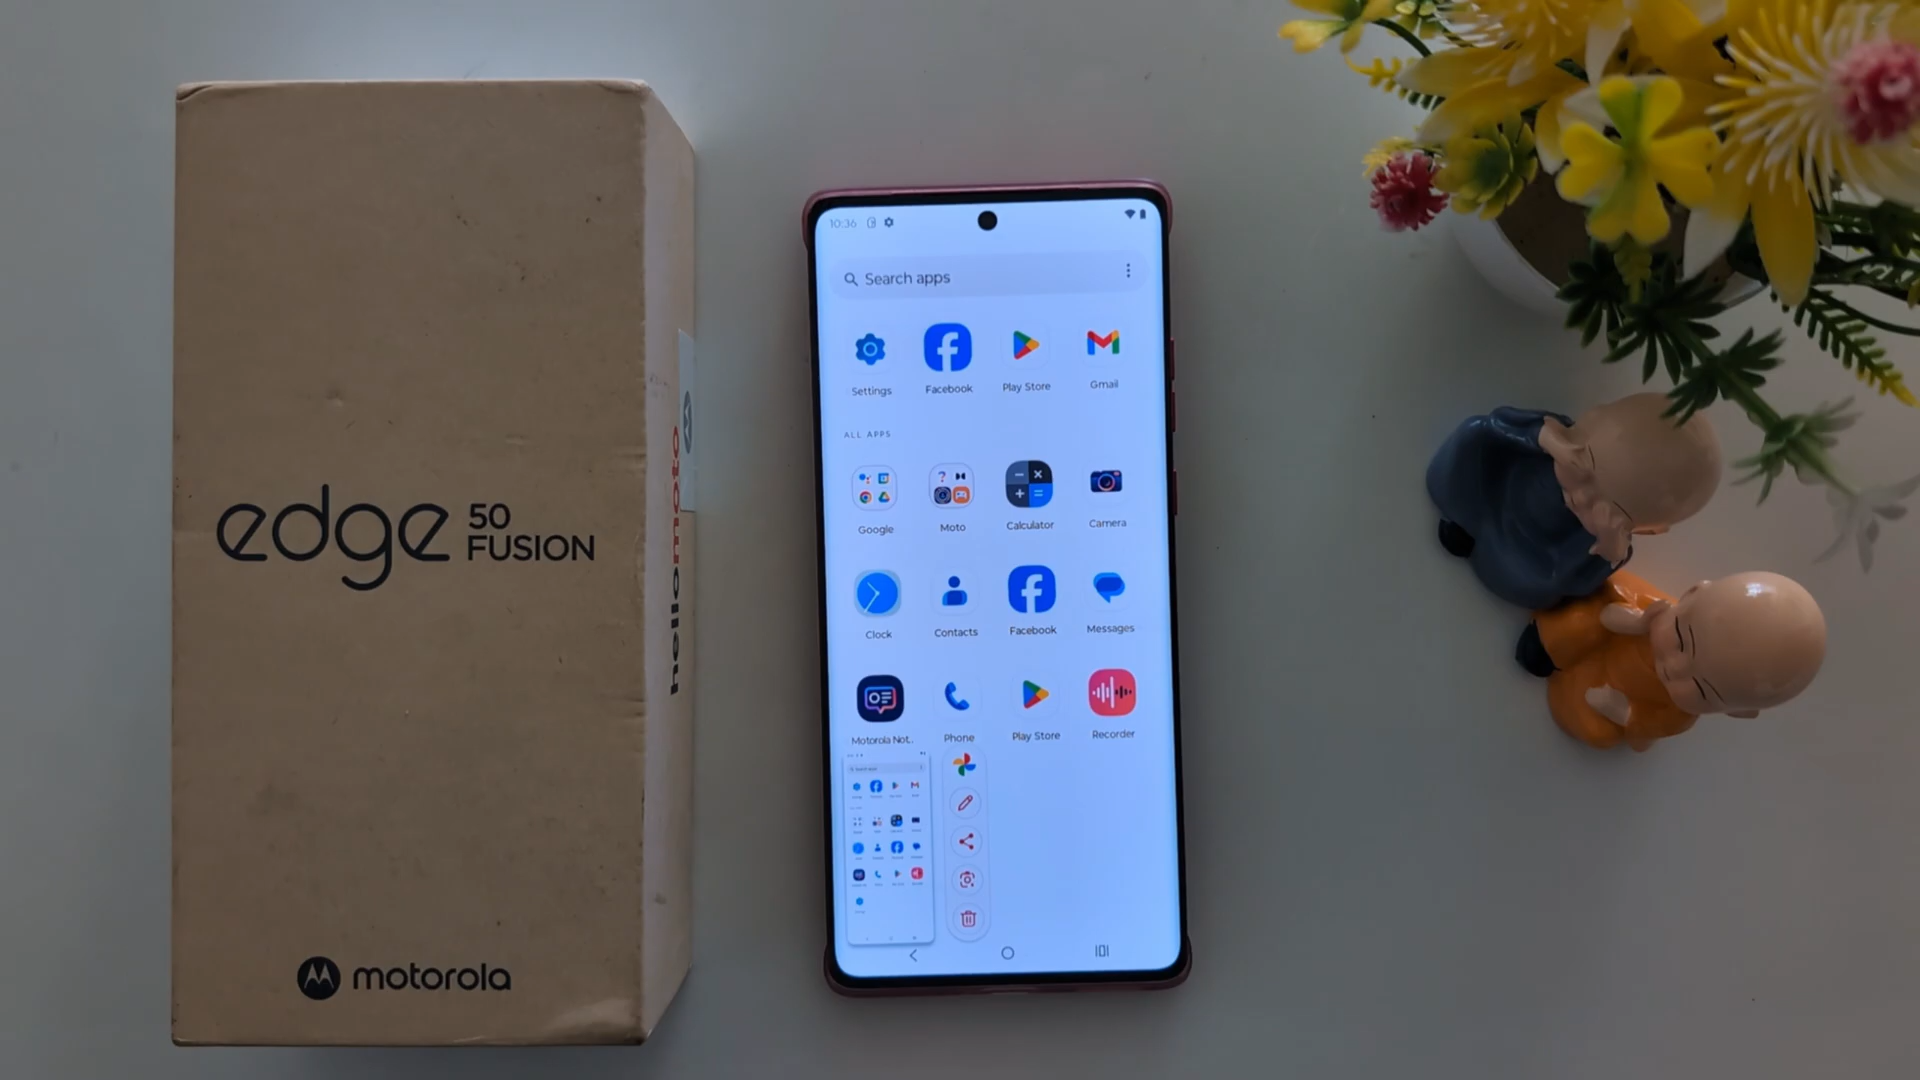 edge 50 FUSION
motorola
hellomoto
10:36
Search apps
Settings Facebook Play Store Gmail
ALL APPS
Google Moto Calculator Camera
Clock Contacts Facebook Messages
Motorola Not.. Phone Play Store Recorder